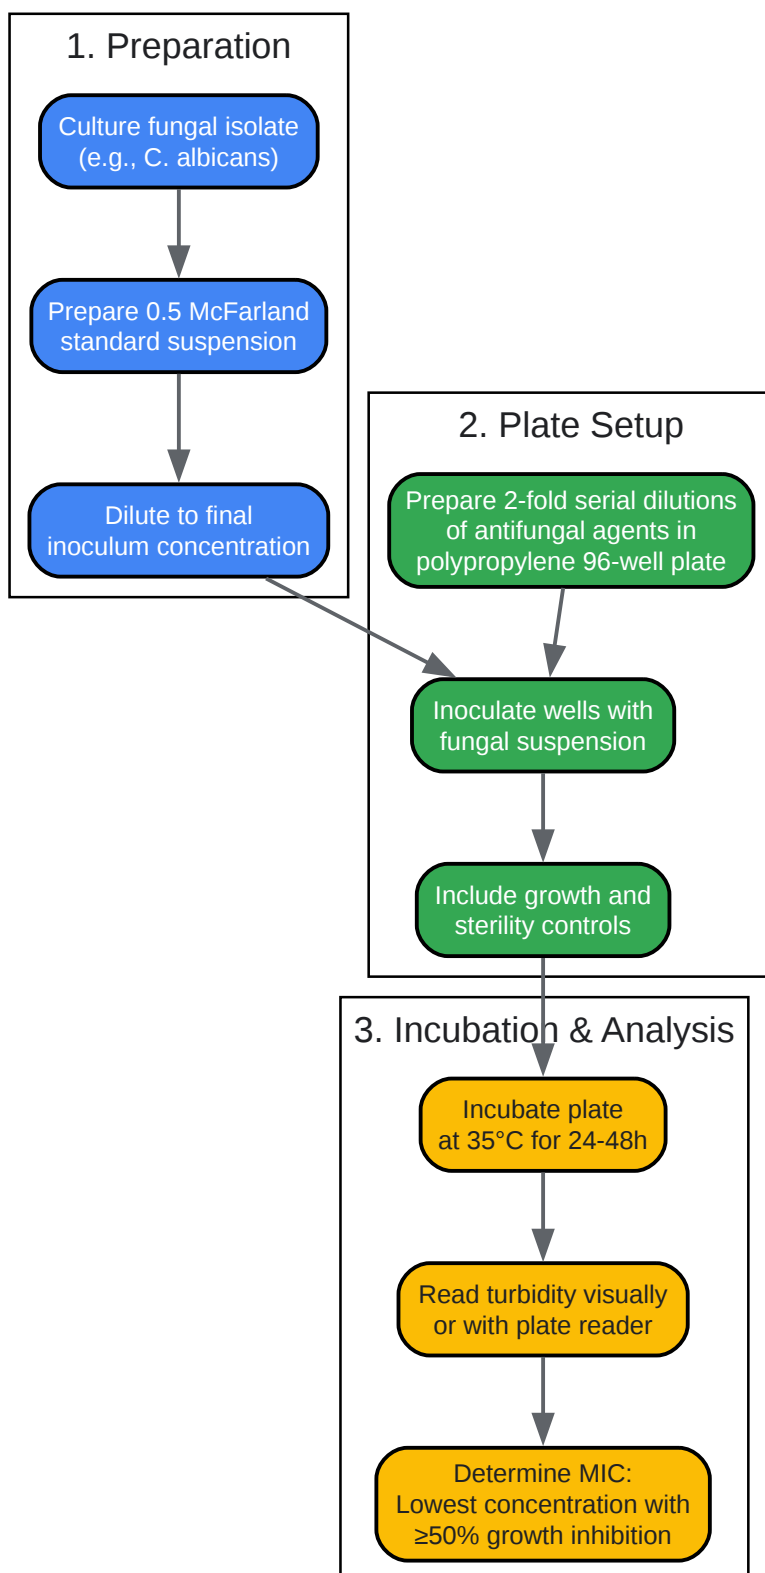 1. Preparation
Culture fungal isolate
(e.g., C. albicans)
Prepare 0.5 McFarland
standard suspension
Dilute to final
inoculum concentration
2. Plate Setup
Prepare 2-fold serial dilutions
of antifungal agents in
polypropylene 96-well plate
Inoculate wells with
fungal suspension
Include growth and
sterility controls
3. Incubation & Analysis
Incubate plate
at 35°C for 24-48h
Read turbidity visually
or with plate reader
Determine MIC:
Lowest concentration with
≥50% growth inhibition